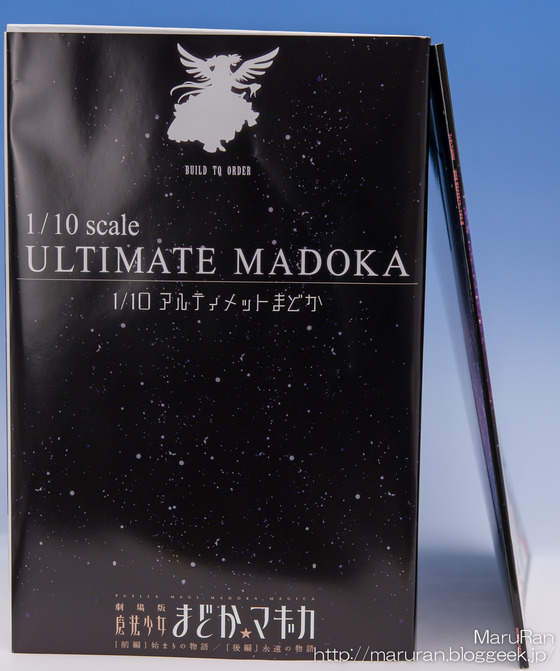 BUILD TO ORDER
1/10 scale
ULTIMATE MADOKA
1/10 アルティメットまどか
PUELLA MAGI MADOKA MAGICA
劇場版
魔法少女まどか★マギカ
[前編]始まりの物語/[後編]永遠の物語
MaruRan
http://maruran.bloggeek.jp/